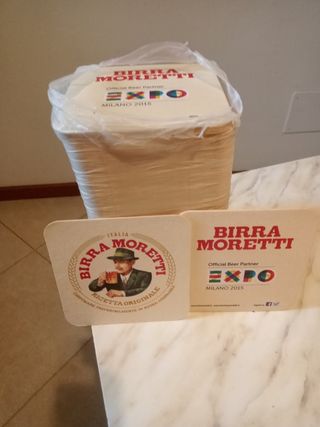 BIRRA
MORETTI
Official Beer Partner
EXPO
MILANO 2015
ITALIA
BIRRA MORETTI
RICETTA ORIGINALE
BIRRA
MORETTI
Official Beer Partner
EXPO
MILANO 2015